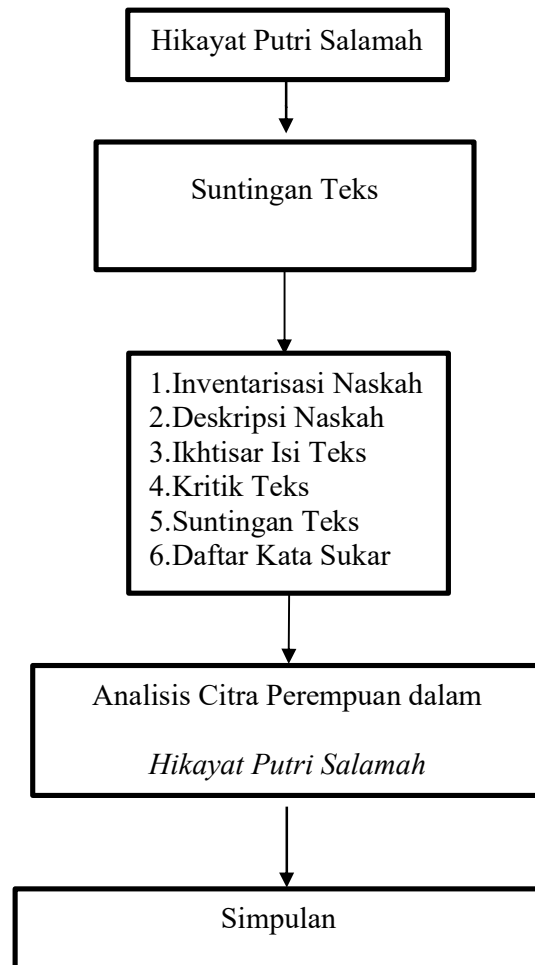 Hikayat Putri Salamah
Suntingan Teks
1.Inventarisasi Naskah
2.Deskripsi Naskah
3.Ikhtisar Isi Teks
4.Kritik Teks
5.Suntingan Teks
6.Daftar Kata Sukar
Analisis Citra Perempuan dalam
Hikayat Putri Salamah
Simpulan